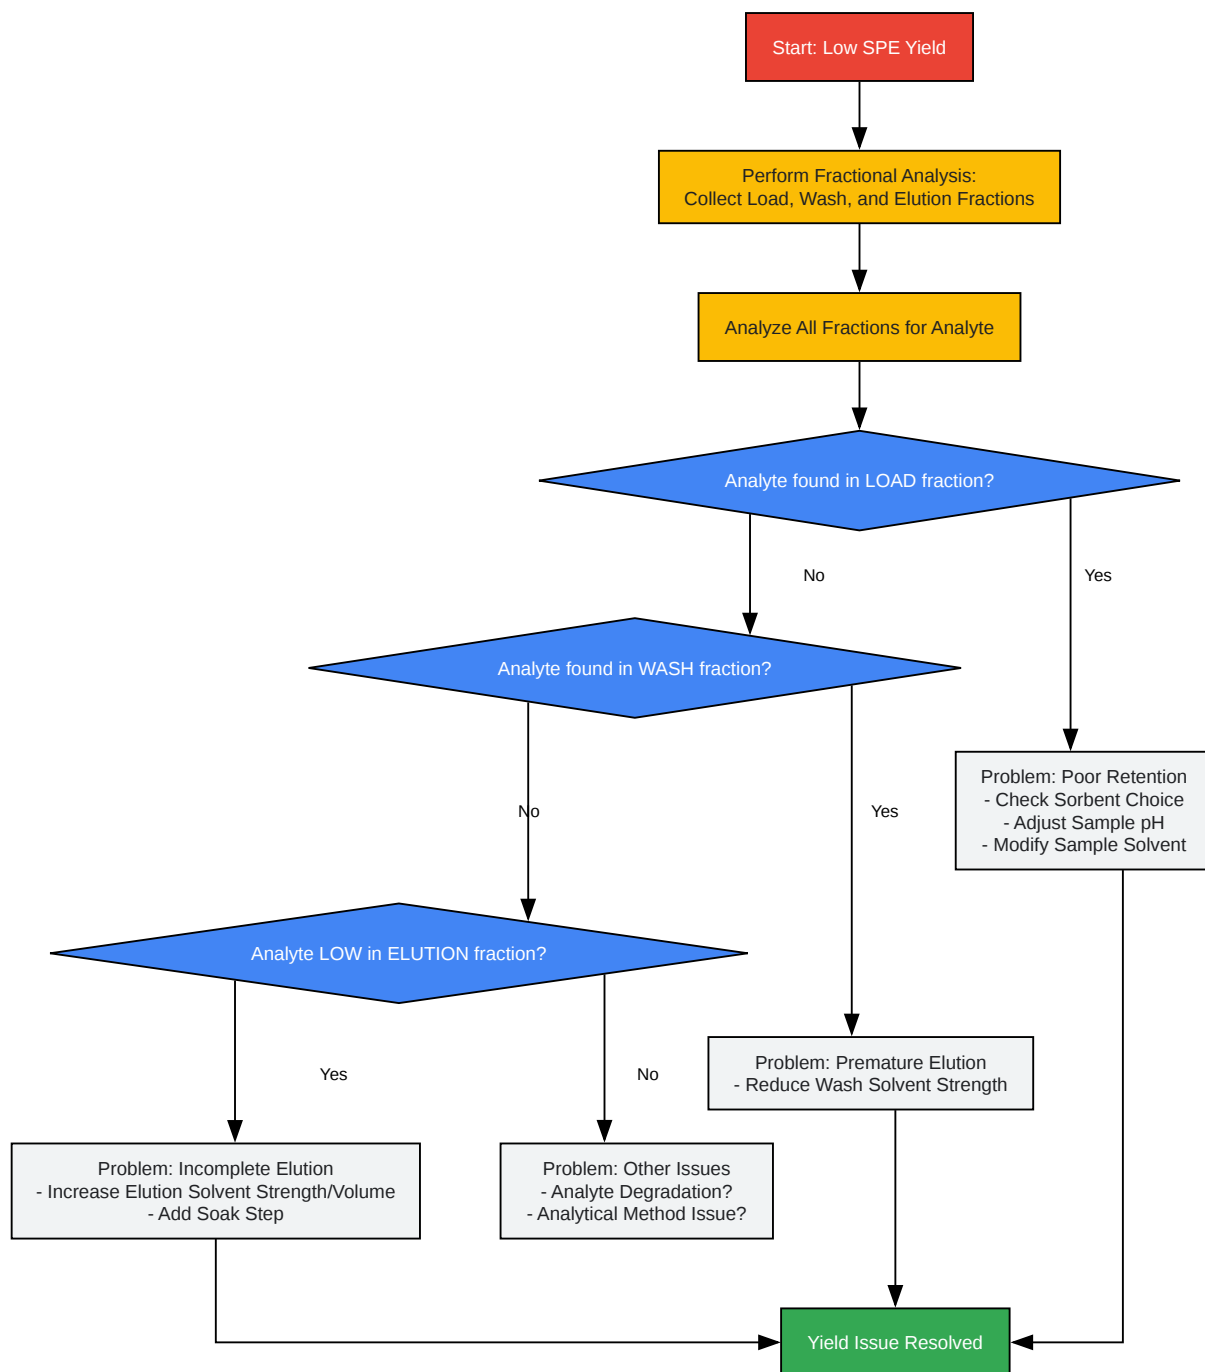 Start: Low SPE Yield
Perform Fractional Analysis:
Collect Load, Wash, and Elution Fractions
Analyze All Fractions for Analyte
Analyte found in LOAD fraction?
No
Yes
Analyte found in WASH fraction?
Problem: Poor Retention
- Check Sorbent Choice
- Adjust Sample pH
- Modify Sample Solvent
No
Yes
Analyte LOW in ELUTION fraction?
Problem: Premature Elution
- Reduce Wash Solvent Strength
Yes
No
Problem: Incomplete Elution
- Increase Elution Solvent Strength/Volume
- Add Soak Step
Problem: Other Issues
- Analyte Degradation?
- Analytical Method Issue?
Yield Issue Resolved